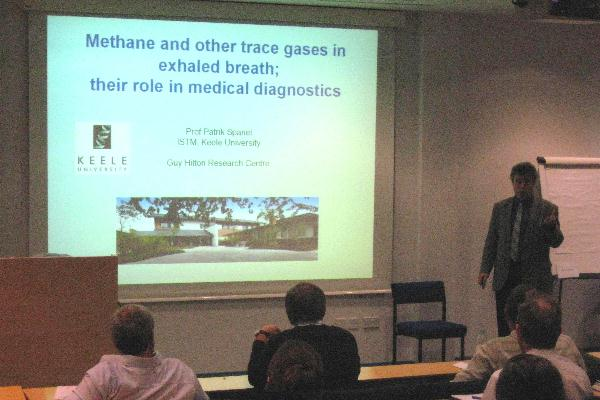 Methane and other trace gases in
exhaled breath;
their role in medical diagnostics
Prof Patrik Spanel
ISTM, Keele University
KEELE
UNIVERSITY
Guy Hilton Research Centre